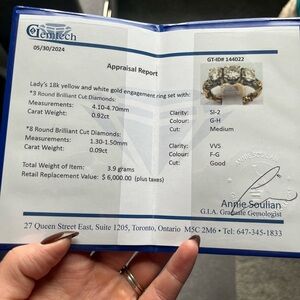 Gemtech
05/30/2024
GT-ID# 144022
Appraisal Report
Lady's 18k yellow and white gold engagement ring set with:
*3 Round Brilliant Cut Diamonds:
Measurements: 4.10-4.70mm Clarity: SI-2
Carat Weight: 0.92ct Colour: G-H
Cut: Medium
*8 Round Brilliant Cut Diamonds:
Measurements: 1.30-1.50mm Clarity: VVS
Carat Weight: 0.09ct Colour: F-G
Cut: Good
Total Weight of Item: 3.9 grams
Retail Replacement Value: $ 6,000.00 (plus taxes)
Annie Soulian
G.I.A. Graduate Gemologist
27 Queen Street East, Suite 1205, Toronto, Ontario M5C 2M6 • Tel: 647-345-1833